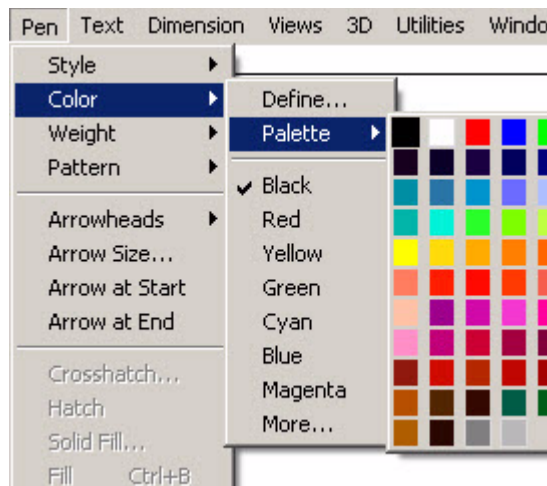 Pen Text Dimension Views 3D Utilities Windo
Style
Color
Weight
Pattern
Arrowheads
Arrow Size...
Arrow at Start
Arrow at End
Crosshatch...
Hatch
Solid Fill...
Fill Ctrl+B
Define...
Palette
Black
Red
Yellow
Green
Cyan
Blue
Magenta
More...